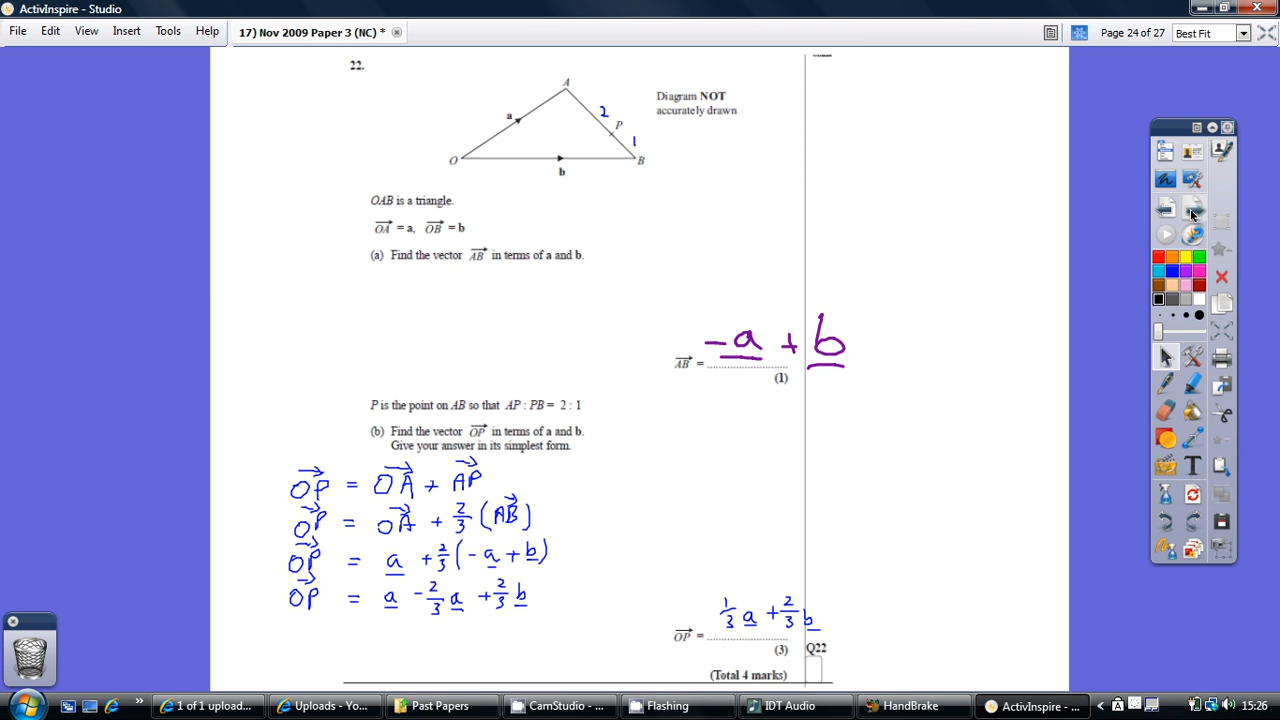 ActivInspire - Studio
File Edit View Insert Tools Help
17) Nov 2009 Paper 3 (NC) *
Page 24 of 27
Best Fit
22.
A
Diagram NOT
accurately drawn
a
2
P
1
O
B
b
OAB is a triangle.
OA = a, OB = b
(a) Find the vector AB in terms of a and b.
-a + b
AB = ....................
(1)
P is the point on AB so that AP : PB = 2 : 1
(b) Find the vector OP in terms of a and b.
Give your answer in its simplest form.
OP = OA + AP
OP = OA + 2/3 (AB)
OP = a + 2/3 (-a + b)
OP = a - 2/3 a + 2/3 b
1/3 a + 2/3 b
OP = ....................
(3)
Q22
(Total 4 marks)
1 of 1 upload... Uploads - Yo... Past Papers CamStudio -... Flashing IDT Audio HandBrake ActivInspire -... 15:26